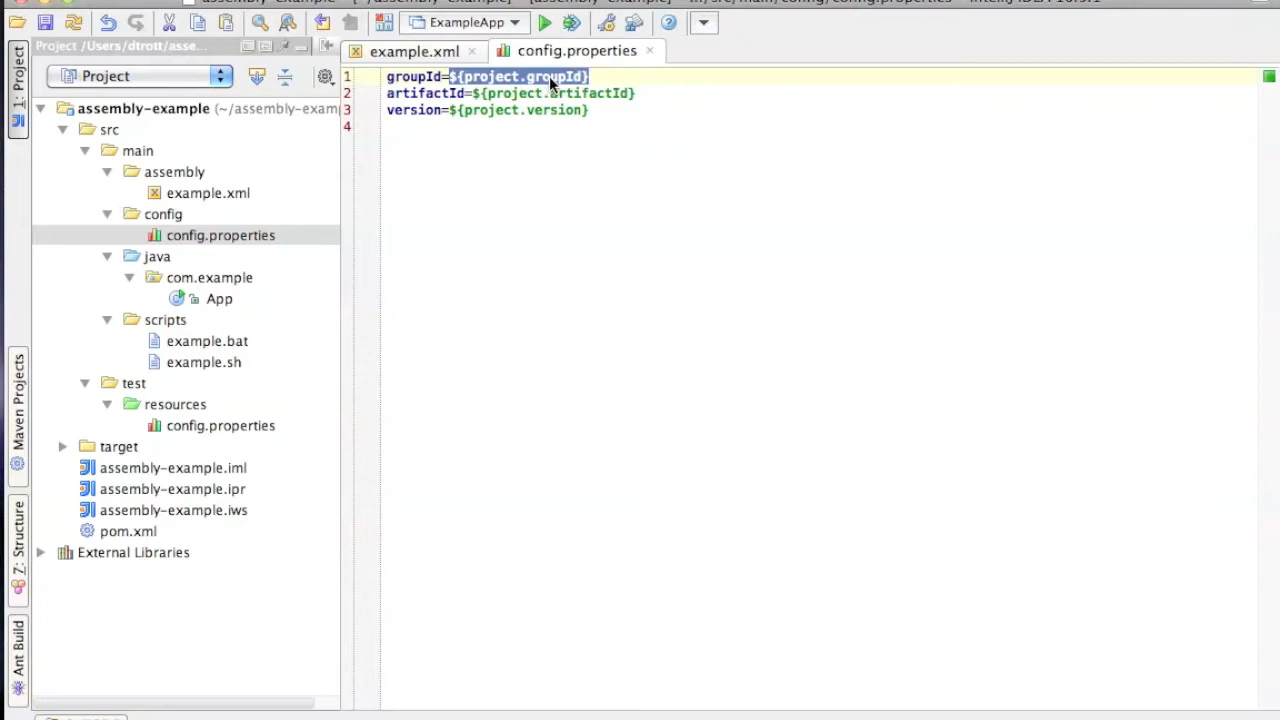 ExampleApp
Project /Users/dtrott/asse...
example.xml
config.properties
Project
1: Project
assembly-example (~/assembly-exam
src
main
assembly
example.xml
config
config.properties
java
com.example
App
scripts
example.bat
example.sh
test
resources
config.properties
target
assembly-example.iml
assembly-example.ipr
assembly-example.iws
pom.xml
External Libraries
Maven Projects
7: Structure
Ant Build
1 groupId=${project.groupId}
2 artifactId=${project.artifactId}
3 version=${project.version}
4